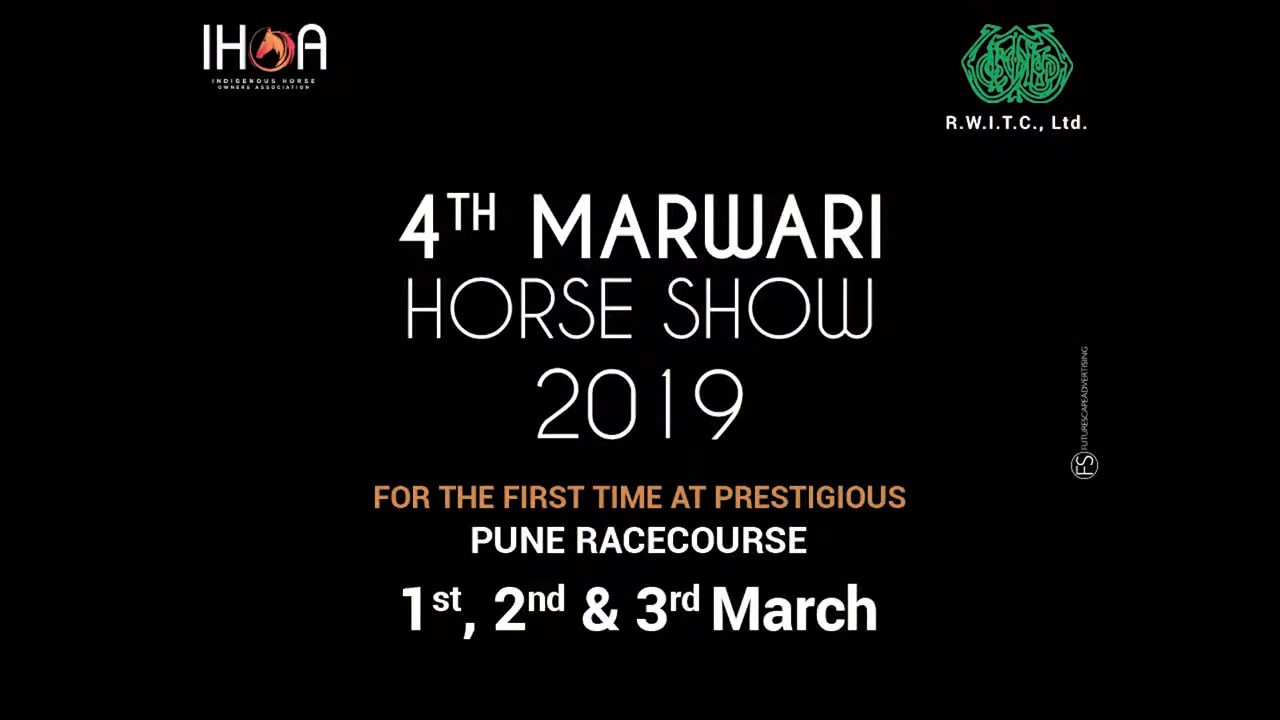 IHOA
INDIGENOUS HORSE
OWNERS ASSOCIATION
R.W.I.T.C., Ltd.
4TH MARWARI
HORSE SHOW
2019
FS FUTURESCAPEADVERTISING
FOR THE FIRST TIME AT PRESTIGIOUS
PUNE RACECOURSE
1st, 2nd & 3rd March